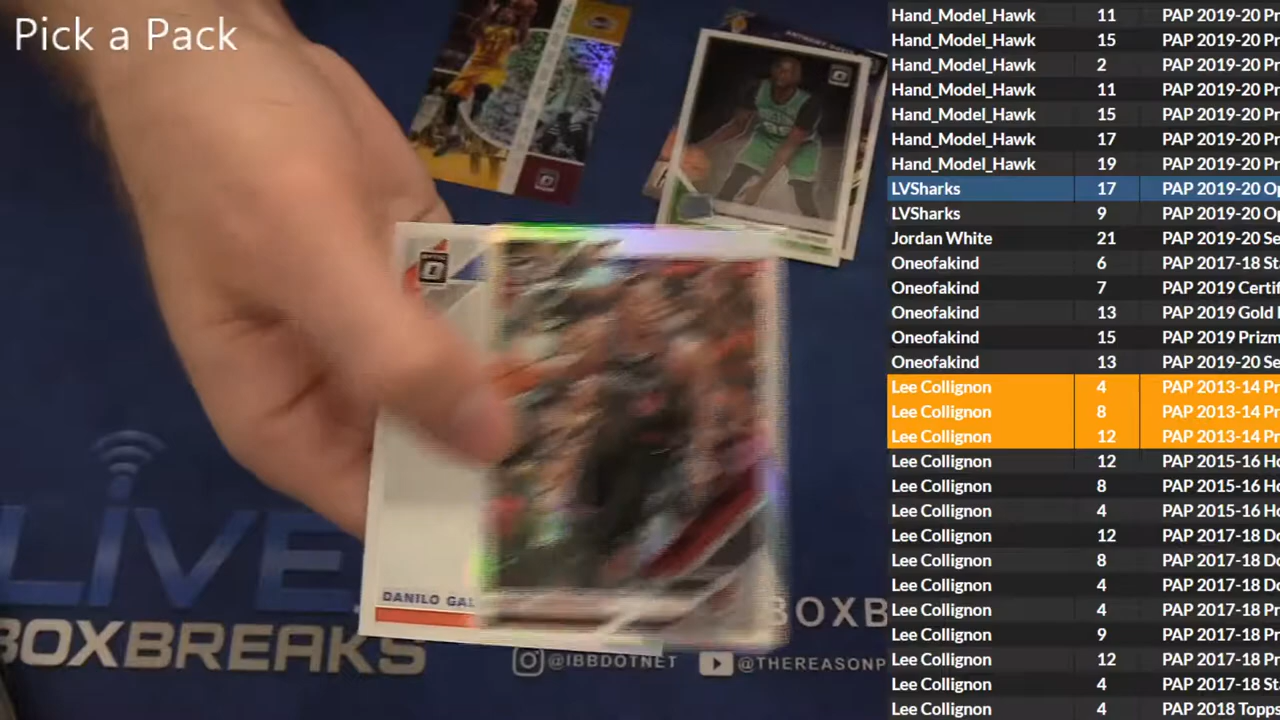 Pick a Pack
Hand_Model_Hawk 11 PAP 2019-20 Pr
Hand_Model_Hawk 15 PAP 2019-20 Pr
Hand_Model_Hawk 2 PAP 2019-20 Pr
Hand_Model_Hawk 11 PAP 2019-20 Pr
Hand_Model_Hawk 15 PAP 2019-20 Pr
Hand_Model_Hawk 17 PAP 2019-20 Pr
Hand_Model_Hawk 19 PAP 2019-20 Pr
LVSharks 17 PAP 2019-20 Op
LVSharks 9 PAP 2019-20 Op
Jordan White 21 PAP 2019-20 Se
Oneofakind 6 PAP 2017-18 St
Oneofakind 7 PAP 2019 Certif
Oneofakind 13 PAP 2019 Gold
Oneofakind 15 PAP 2019 Prizm
Oneofakind 13 PAP 2019-20 Se
Lee Collignon 4 PAP 2013-14 Pr
Lee Collignon 8 PAP 2013-14 Pr
Lee Collignon 12 PAP 2013-14 Pr
Lee Collignon 12 PAP 2015-16 Ho
Lee Collignon 8 PAP 2015-16 Ho
Lee Collignon 4 PAP 2015-16 Ho
Lee Collignon 12 PAP 2017-18 Do
Lee Collignon 8 PAP 2017-18 Do
Lee Collignon 4 PAP 2017-18 Do
Lee Collignon 4 PAP 2017-18 Pr
Lee Collignon 9 PAP 2017-18 Pr
Lee Collignon 12 PAP 2017-18 Pr
Lee Collignon 4 PAP 2017-18 St
Lee Collignon 4 PAP 2018 Topps
DANILO GAL
LIVE
BOXBREAKS
BOXB
@IBBDOTNET @THEREASONP